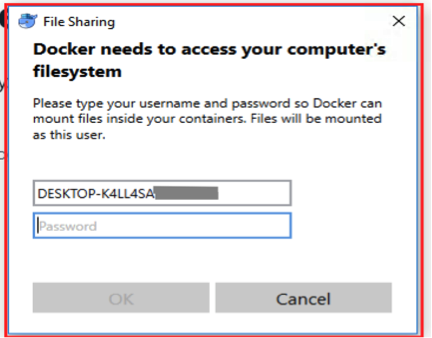 File Sharing
Docker needs to access your computer's
filesystem
Please type your username and password so Docker can
mount files inside your containers. Files will be mounted
as this user.
DESKTOP-K4LL4SA
Password
OK
Cancel